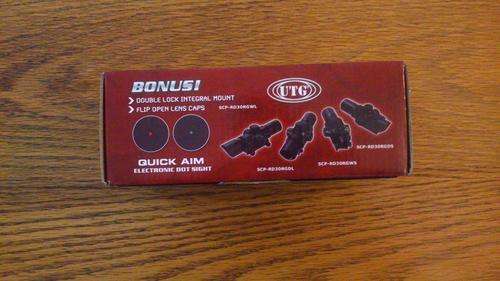 BONUS!
DOUBLE LOCK INTEGRAL MOUNT
FLIP OPEN LENS CAPS
SCP-RD30RGWL
UTG
QUICK AIM
ELECTRONIC DOT SIGHT
SCP-RD30RGDL
SCP-RD30RGWS
SCP-RD30RGDS